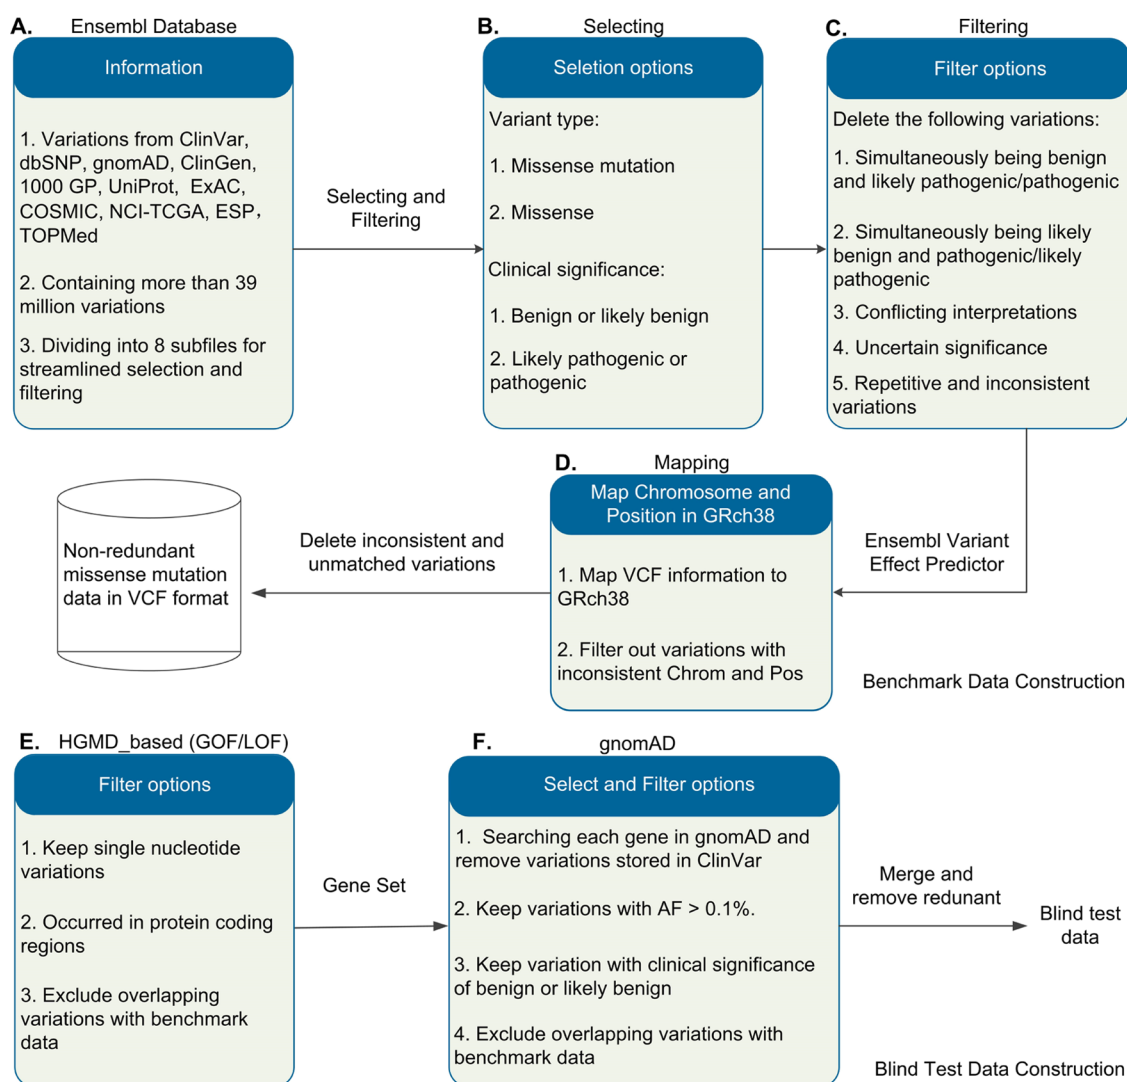 A. Ensembl Database
Information
1. Variations from ClinVar,
dbSNP, gnomAD, ClinGen,
1000 GP, UniProt, ExAC,
COSMIC, NCI-TCGA, ESP，
TOPMed
2. Containing more than 39
million variations
3. Dividing into 8 subfiles for
streamlined selection and
filtering
Selecting and
Filtering
B. Selecting
Seletion options
Variant type:
1. Missense mutation
2. Missense
Clinical significance:
1. Benign or likely benign
2. Likely pathogenic or
pathogenic
C. Filtering
Filter options
Delete the following variations:
1. Simultaneously being benign
and likely pathogenic/pathogenic
2. Simultaneously being likely
benign and pathogenic/likely
pathogenic
3. Conflicting interpretations
4. Uncertain significance
5. Repetitive and inconsistent
variations
Ensembl Variant
Effect Predictor
D. Mapping
Map Chromosome and
Position in GRch38
1. Map VCF information to
GRch38
2. Filter out variations with
inconsistent Chrom and Pos
Delete inconsistent and
unmatched variations
Non-redundant
missense mutation
data in VCF format
Benchmark Data Construction
E. HGMD_based (GOF/LOF)
Filter options
1. Keep single nucleotide
variations
2. Occurred in protein coding
regions
3. Exclude overlapping
variations with benchmark
data
Gene Set
F. gnomAD
Select and Filter options
1. Searching each gene in gnomAD and
remove variations stored in ClinVar
2. Keep variations with AF > 0.1%.
3. Keep variation with clinical significance
of benign or likely benign
4. Exclude overlapping variations with
benchmark data
Merge and
remove redunant
Blind test
data
Blind Test Data Construction